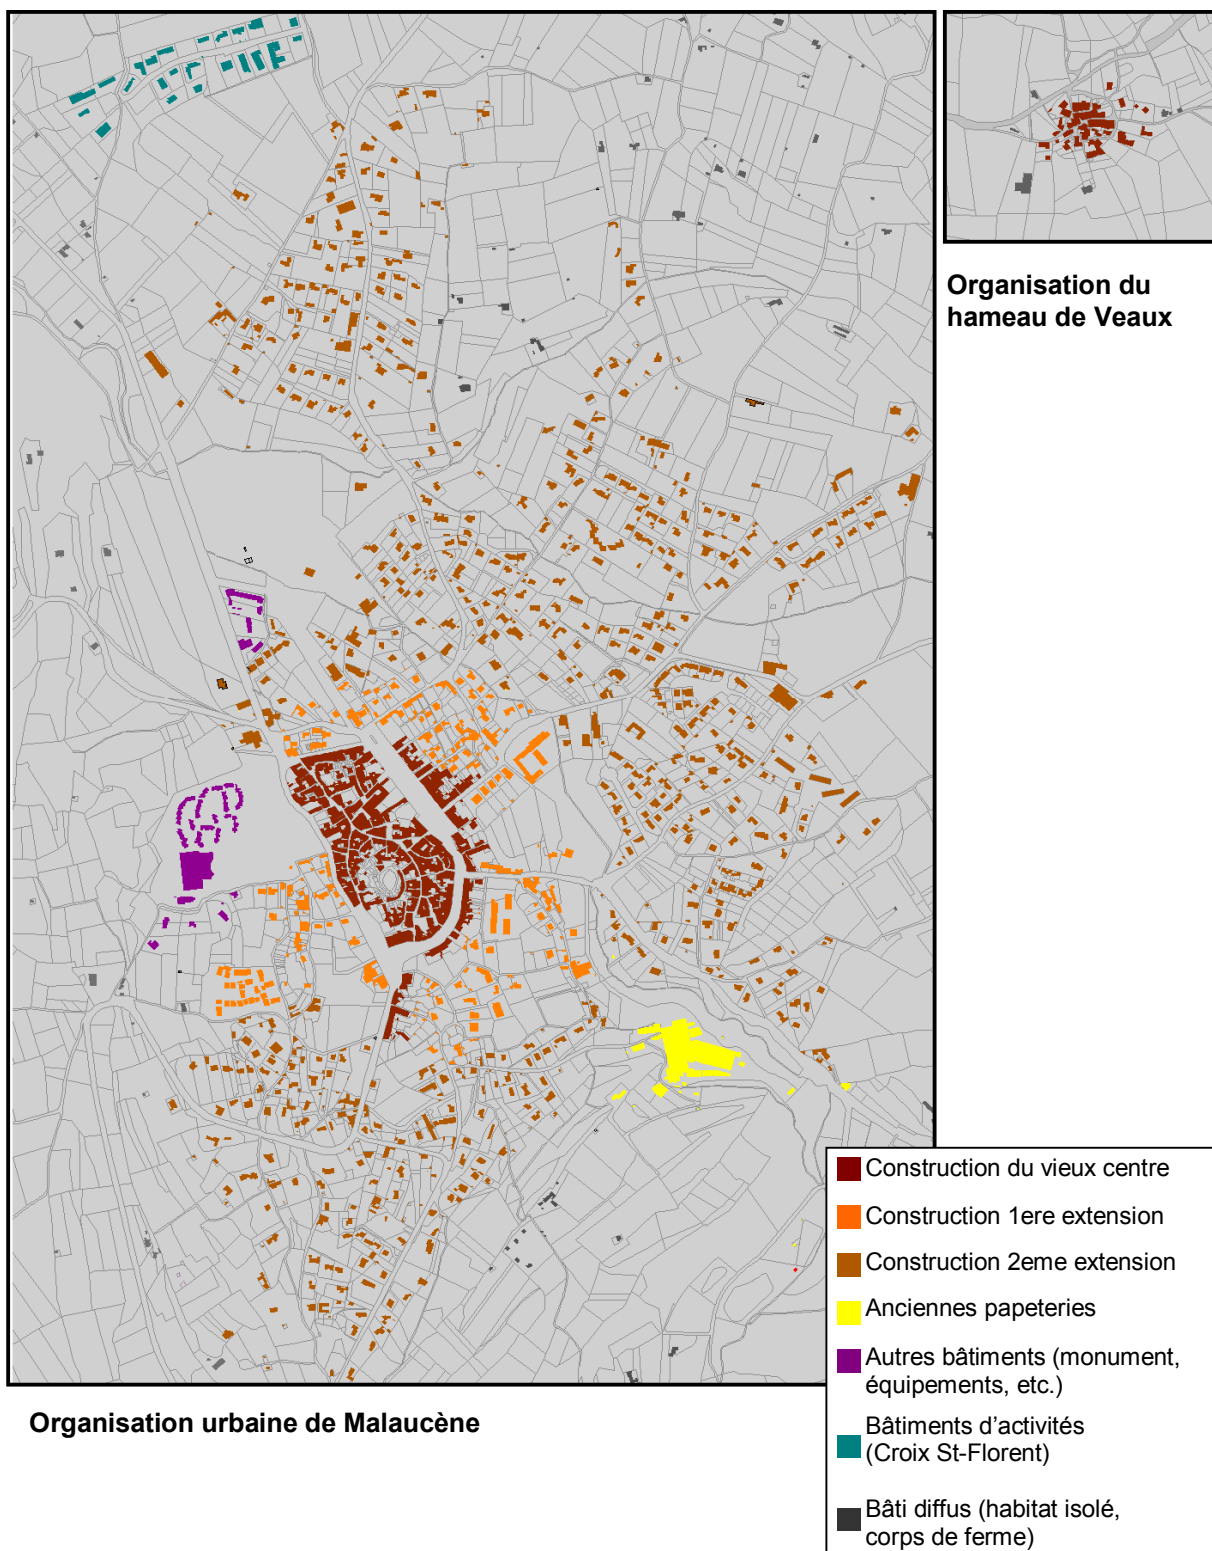 Organisation du
hameau de Veaux
Construction du vieux centre
Construction 1ere extension
Construction 2eme extension
Anciennes papeteries
Autres bâtiments (monument,
équipements, etc.)
Bâtiments d'activités
(Croix St-Florent)
Bâti diffus (habitat isolé,
corps de ferme)
Organisation urbaine de Malaucène